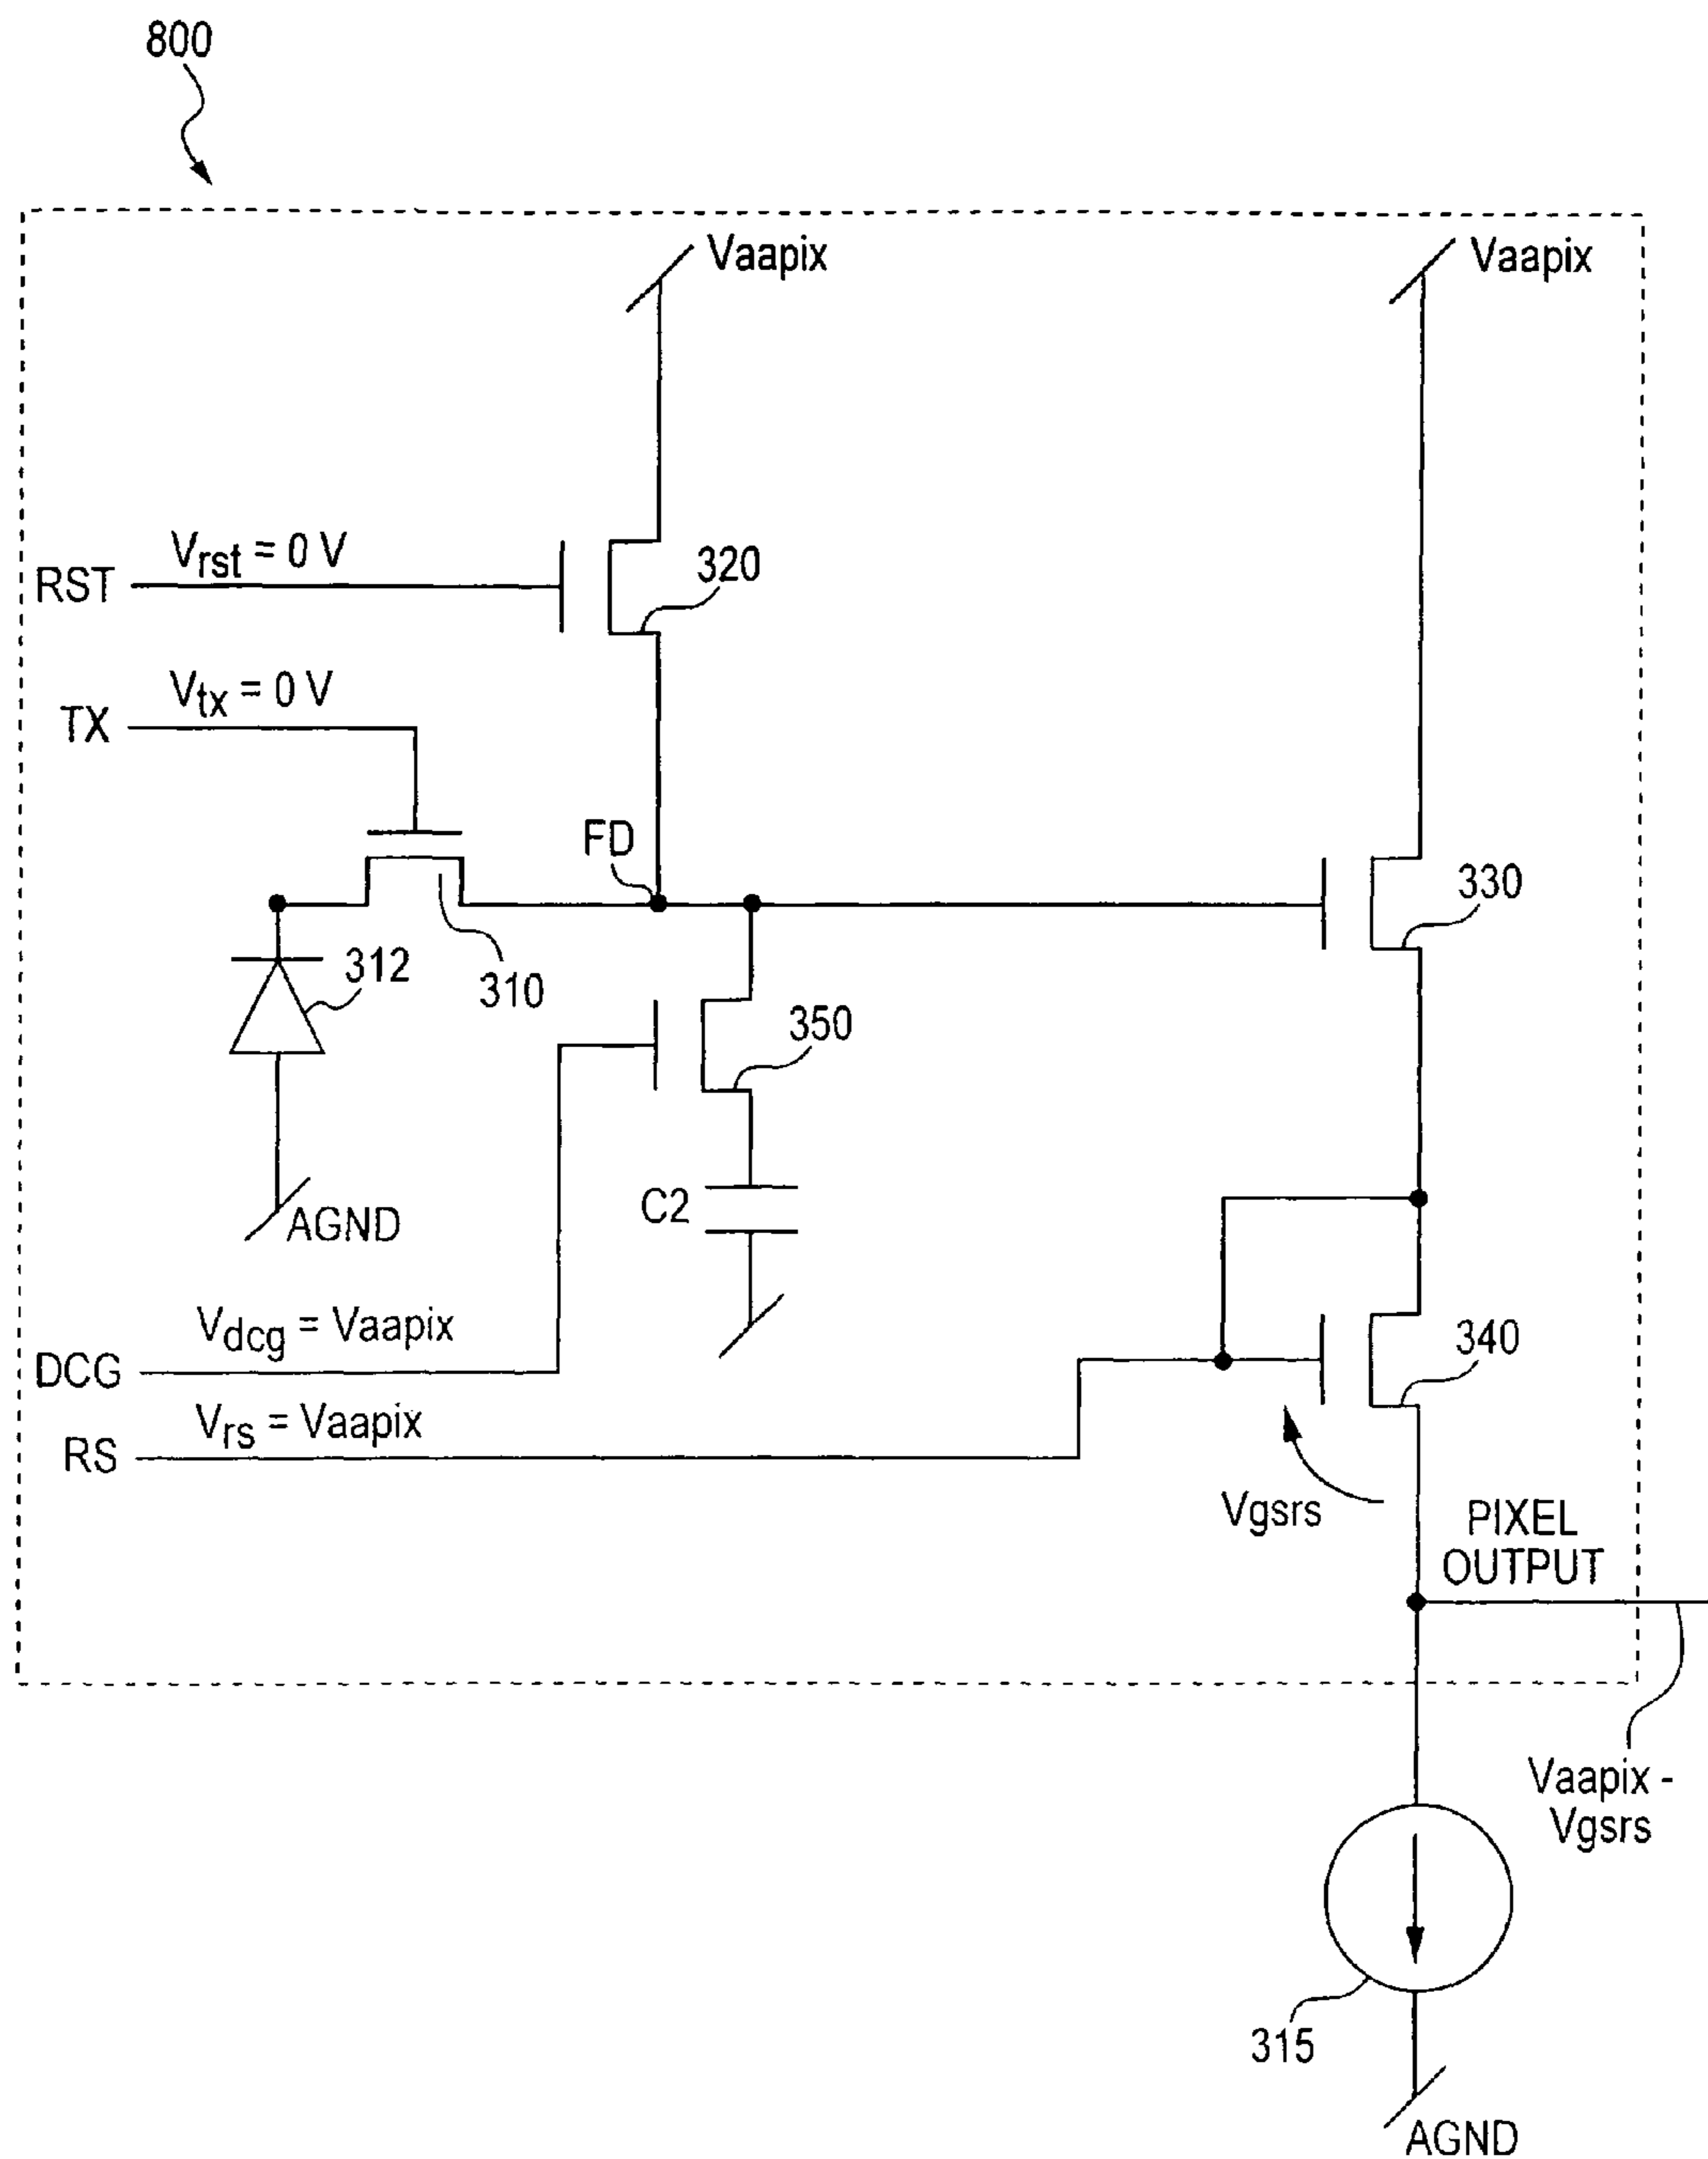 800
Vaapix
Vaapix
Vrst = 0 V
RST
320
Vtx = 0 V
TX
FD
330
312
310
350
C2
AGND
Vdcg = Vaapix
DCG
340
Vrs = Vaapix
RS
Vgsrs
PIXEL
OUTPUT
Vaapix -
Vgsrs
315
AGND